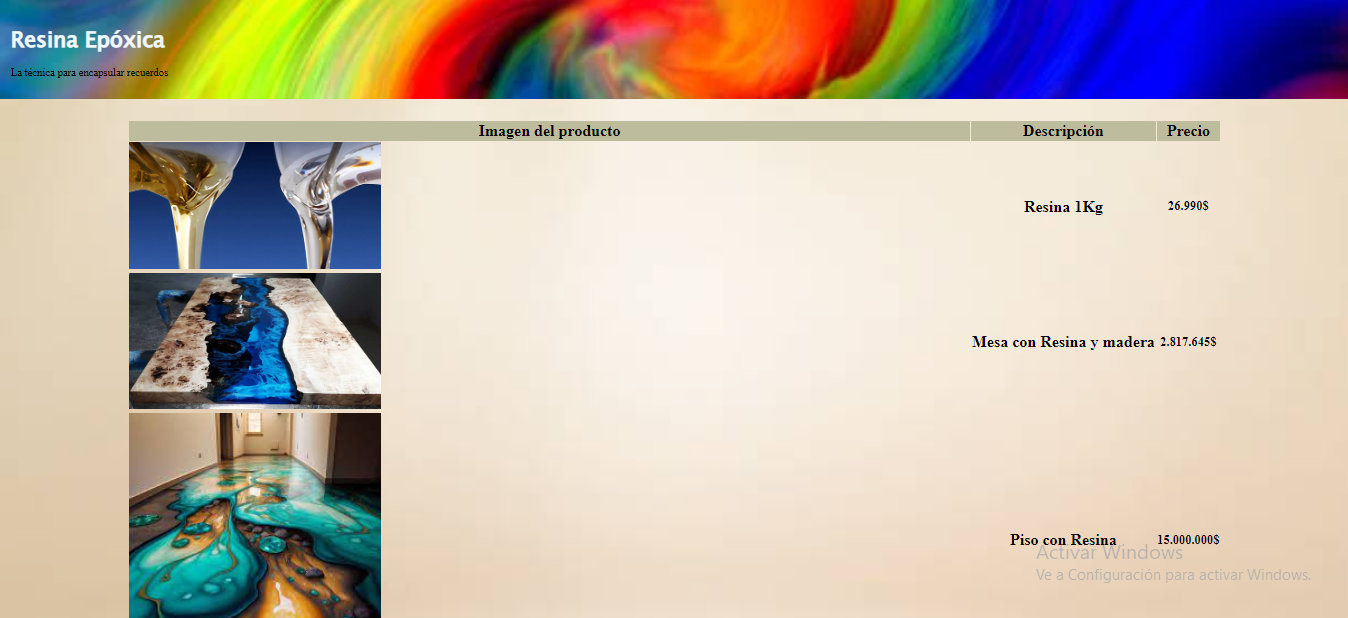 Resina Epóxica
La técnica para encapsular recuerdos
Imagen del producto Descripción Precio
Resina 1Kg 26.990$
Mesa con Resina y madera 2.817.645$
Piso con Resina 15.000.000$
Activar Windows
Ve a Configuración para activar Windows.